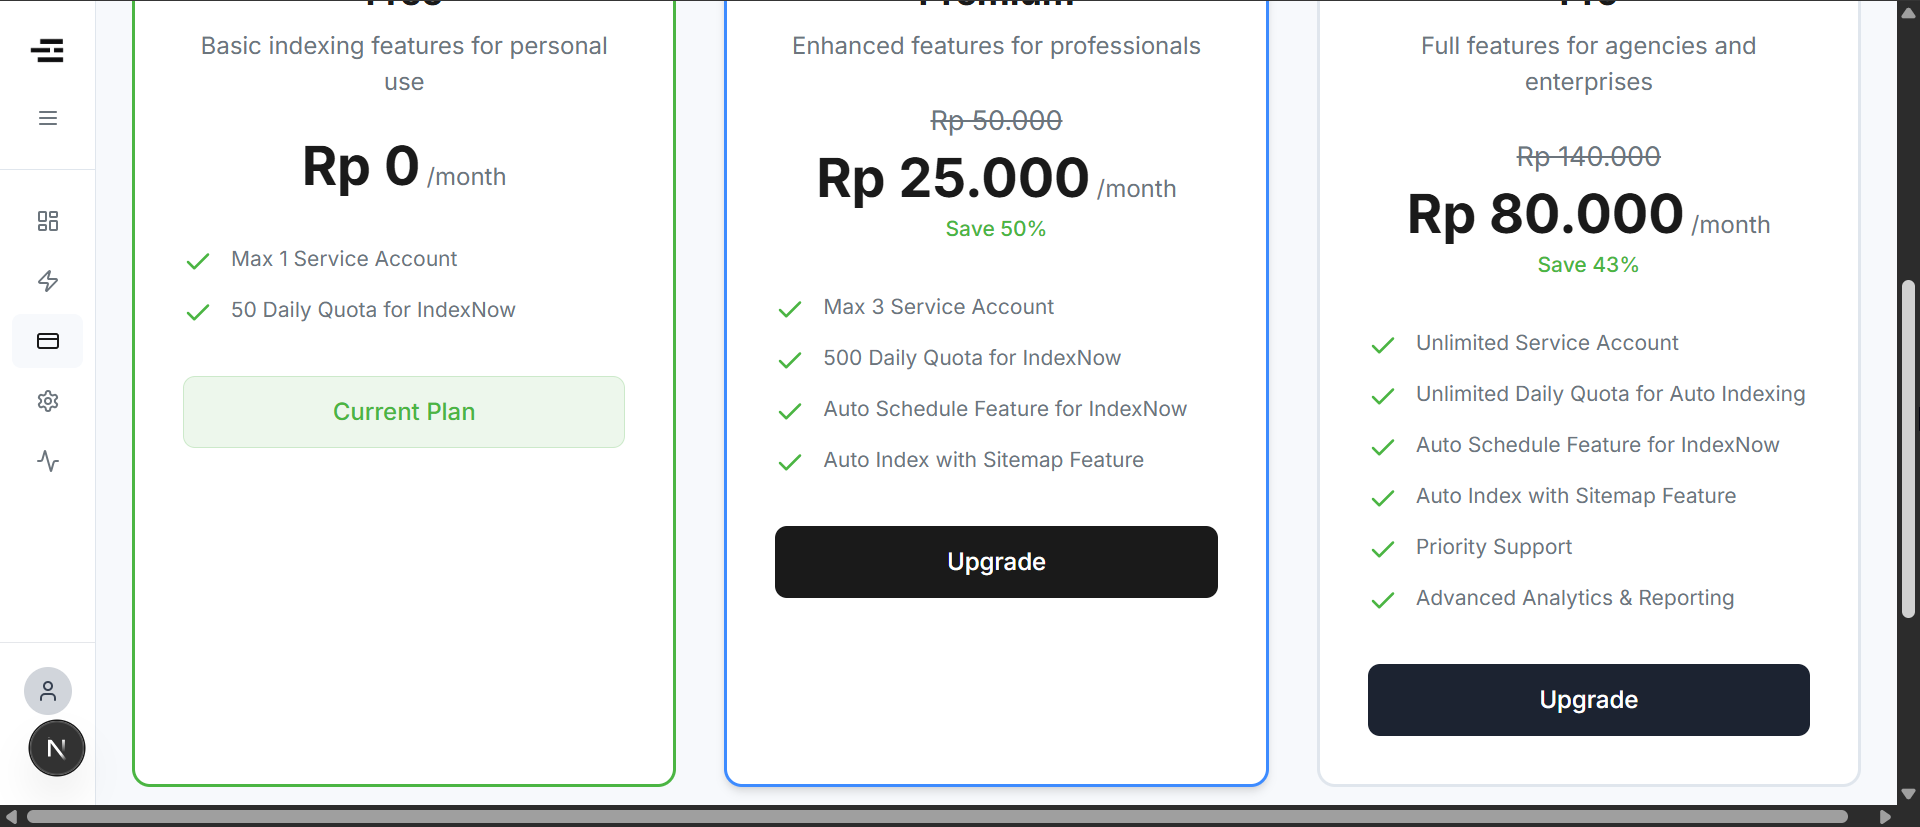 Free
Basic indexing features for personal
use
Rp 0 /month
Max 1 Service Account
50 Daily Quota for IndexNow
Current Plan
Premium
Enhanced features for professionals
Rp 50.000
Rp 25.000 /month
Save 50%
Max 3 Service Account
500 Daily Quota for IndexNow
Auto Schedule Feature for IndexNow
Auto Index with Sitemap Feature
Upgrade
Pro
Full features for agencies and
enterprises
Rp 140.000
Rp 80.000 /month
Save 43%
Unlimited Service Account
Unlimited Daily Quota for Auto Indexing
Auto Schedule Feature for IndexNow
Auto Index with Sitemap Feature
Priority Support
Advanced Analytics & Reporting
Upgrade
N